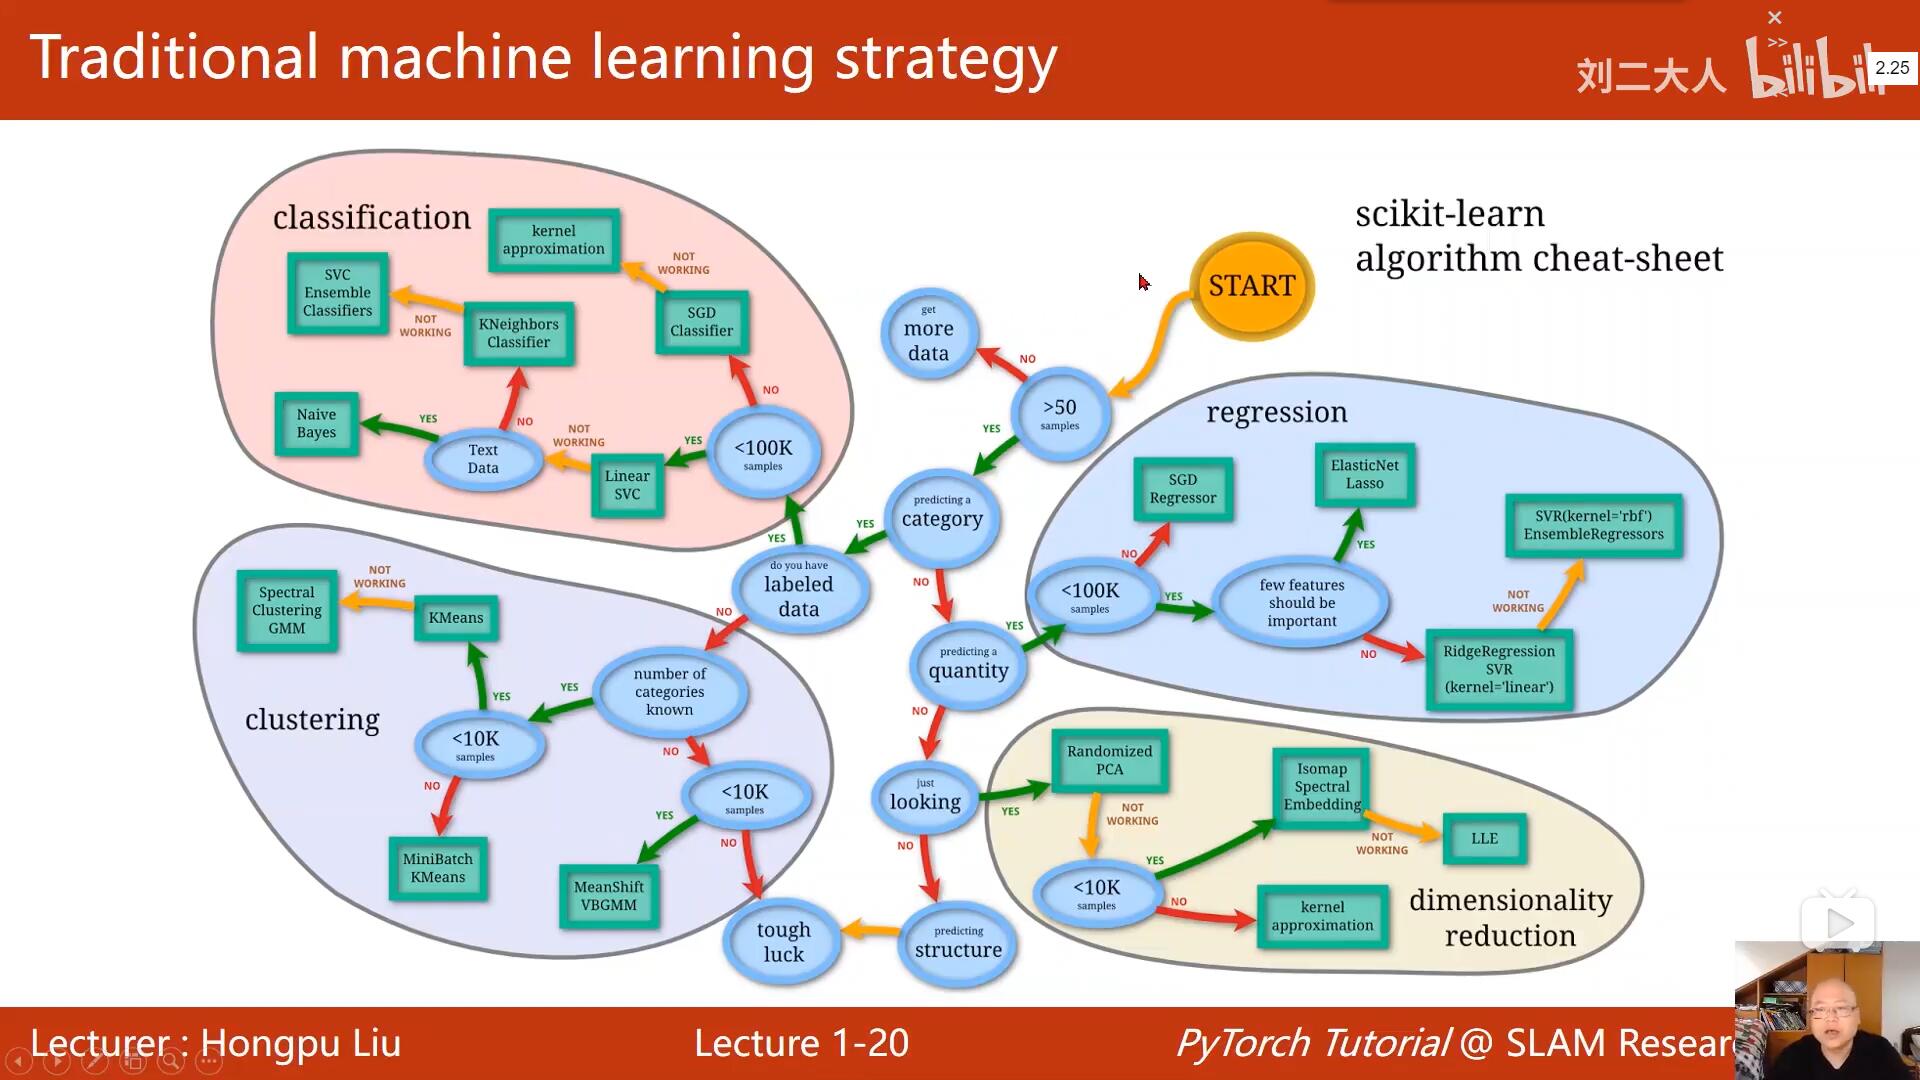 Traditional machine learning strategy
刘二大人
bilibili
2.25
scikit-learn
algorithm cheat-sheet
START
get
more
data
NO
>50
samples
YES
predicting a
category
YES
NO
do you have
labeled
data
YES
NO
predicting a
quantity
YES
NO
just
looking
YES
NO
predicting
structure
tough
luck
classification
kernel
approximation
NOT
WORKING
SGD
Classifier
NO
<100K
samples
YES
Linear
SVC
NOT
WORKING
Text
Data
YES
Naive
Bayes
NO
KNeighbors
Classifier
NOT
WORKING
SVC
Ensemble
Classifiers
regression
<100K
samples
NO
SGD
Regressor
YES
few features
should be
important
YES
ElasticNet
Lasso
NO
RidgeRegression
SVR
(kernel='linear')
NOT
WORKING
SVR(kernel='rbf')
EnsembleRegressors
clustering
number of
categories
known
YES
<10K
samples
YES
KMeans
NOT
WORKING
Spectral
Clustering
GMM
NO
MiniBatch
KMeans
NO
<10K
samples
YES
MeanShift
VBGMM
NO
dimensionality
reduction
Randomized
PCA
NOT
WORKING
<10K
samples
YES
Isomap
Spectral
Embedding
NOT
WORKING
LLE
NO
kernel
approximation
Lecturer : Hongpu Liu
Lecture 1-20
PyTorch Tutorial @ SLAM Resear